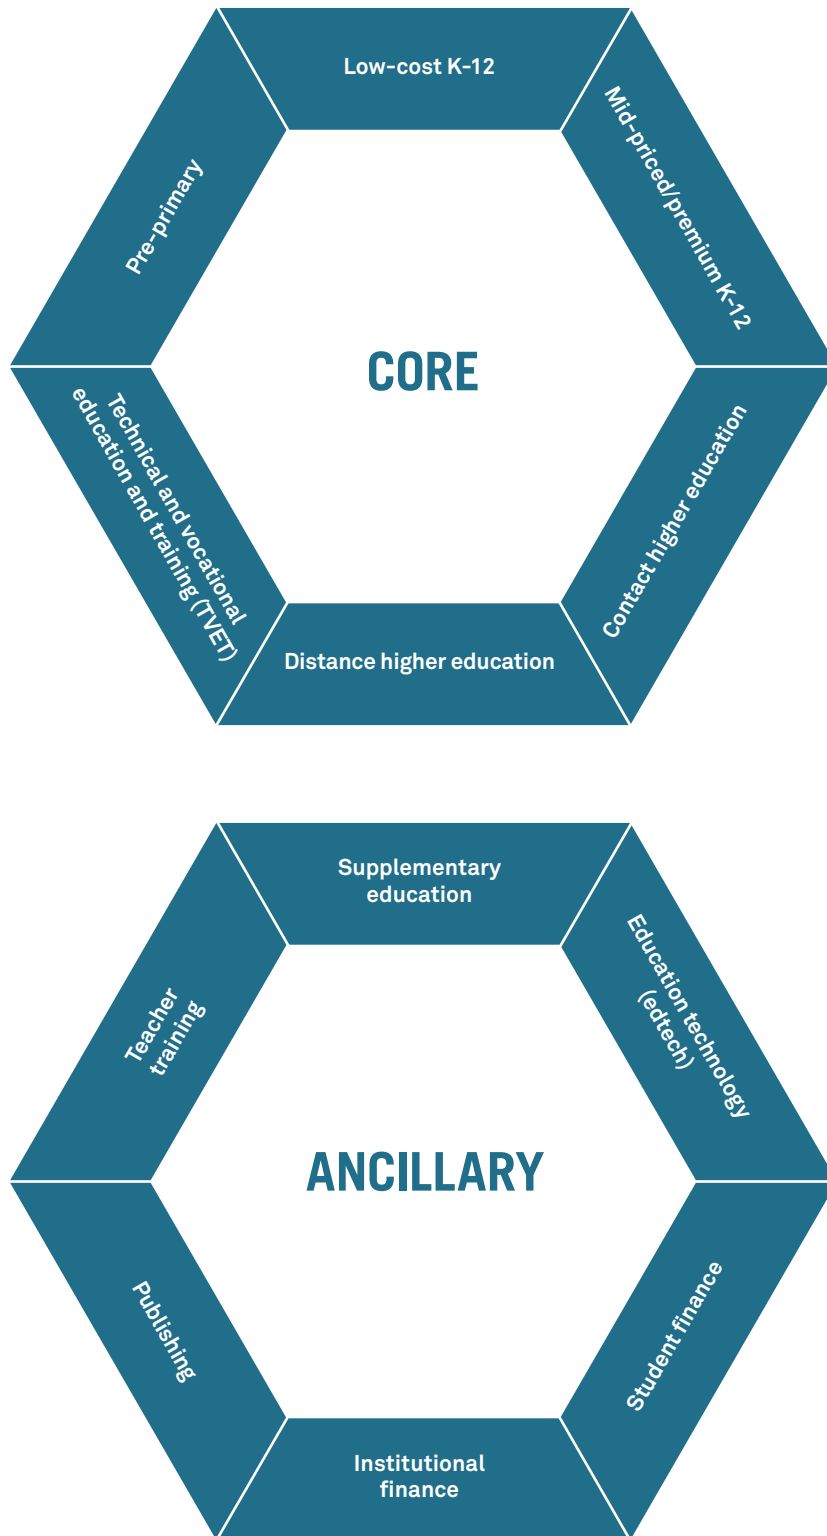 Low-cost K-12
Mid-priced/premium K-12
Pre-primary
CORE
Technical and vocational
education and training (TVET)
Contact higher education
Distance higher education
Supplementary
education
Education technology
(edtech)
Teacher
training
ANCILLARY
Publishing
Student finance
Institutional
finance